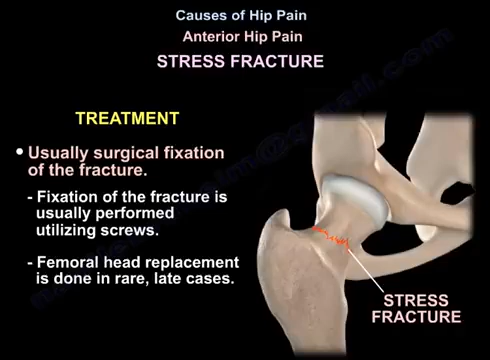 Causes of Hip Pain
Anterior Hip Pain
STRESS FRACTURE
TREATMENT
• Usually surgical fixation
of the fracture.
- Fixation of the fracture is
usually performed
utilizing screws.
- Femoral head replacement
is done in rare, late cases.
STRESS
FRACTURE